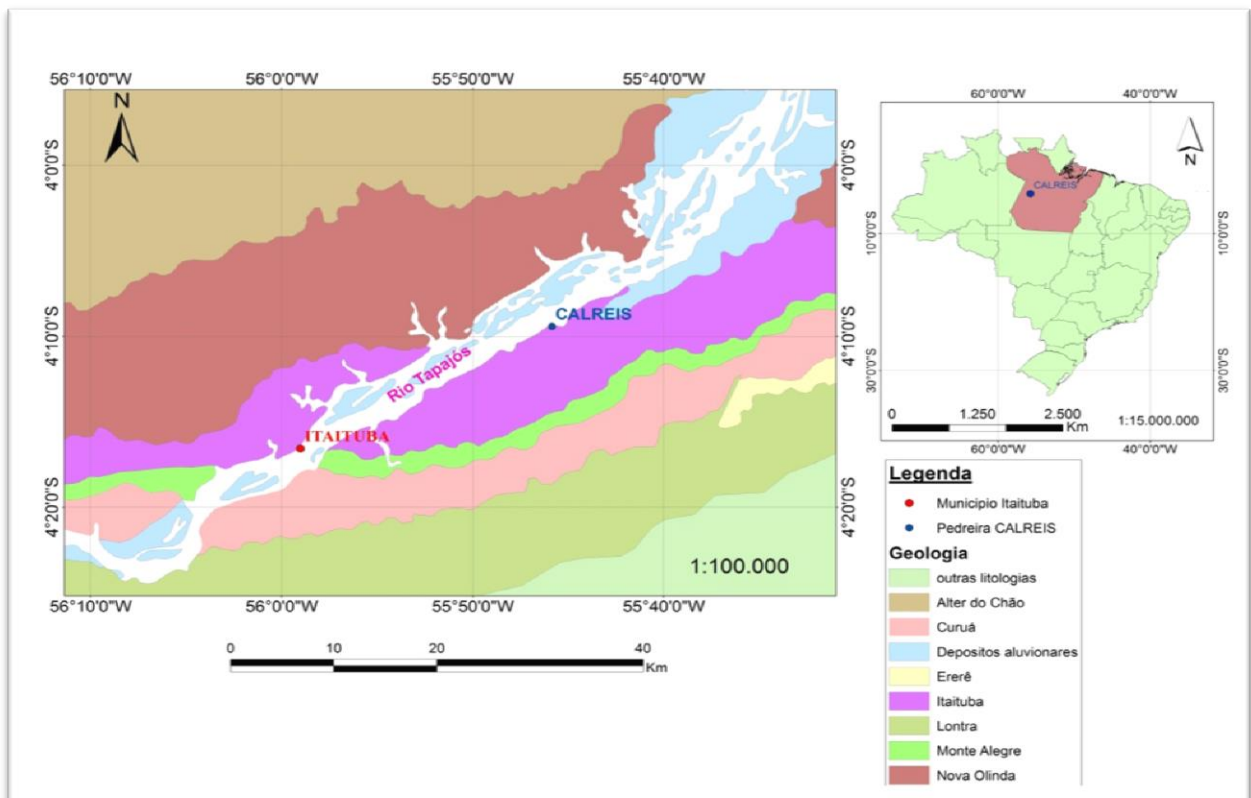 56°10'0"W 56°0'0"W 55°50'0"W 55°40'0"W
N
4°0'0"S 4°0'0"S
CALREIS
4°10'0"S 4°10'0"S
Rio Tapajós
ITAITUBA
4°20'0"S 4°20'0"S
1:100.000
56°10'0"W 56°0'0"W 55°50'0"W 55°40'0"W
0 10 20 40
Km
60°0'0"W 40°0'0"W
N
CALREIS
10°0'0"S 10°0'0"S
30°0'0"S 30°0'0"S
0 1.250 2.500
Km
1:15.000.000
60°0'0"W 40°0'0"W
Legenda
Municipio Itaituba
Pedreira CALREIS
Geologia
outras litologias
Alter do Chão
Curuá
Depositos aluvionares
Ererê
Itaituba
Lontra
Monte Alegre
Nova Olinda